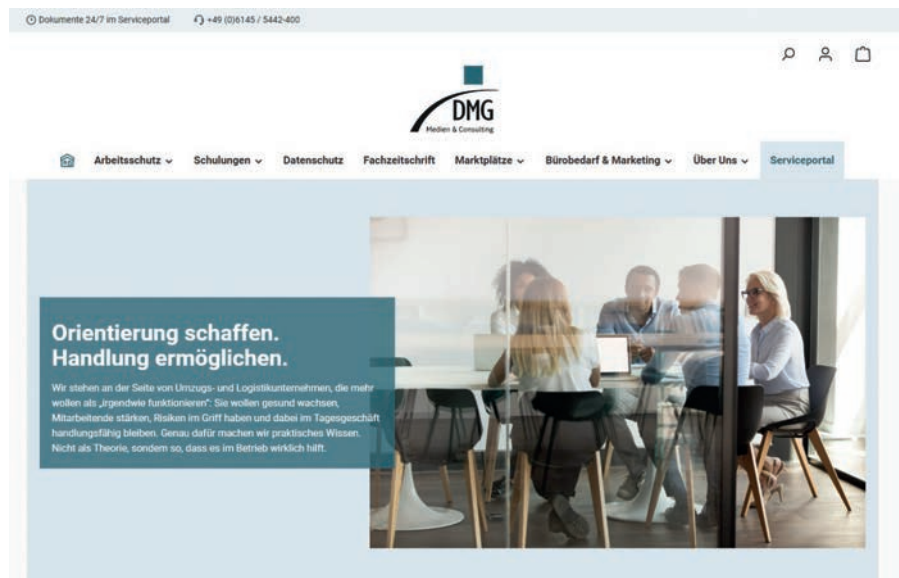 Dokumente 24/7 im Serviceportal
+49 (0)6145 / 5442-400
DMG
Medien & Consulting
Arbeitsschutz
Schulungen
Datenschutz
Fachzeitschrift
Marktplätze
Bürobedarf & Marketing
Über Uns
Serviceportal
Orientierung schaffen.
Handlung ermöglichen.
Wir stehen an der Seite von Umzugs- und Logistikunternehmen, die mehr
wollen als „irgendwie funktionieren“: Sie wollen gesund wachsen,
Mitarbeitende stärken, Risiken im Griff haben und dabei im Tagesgeschäft
handlungsfähig bleiben. Genau dafür machen wir praktisches Wissen.
Nicht als Theorie, sondern so, dass es im Betrieb wirklich hilft.